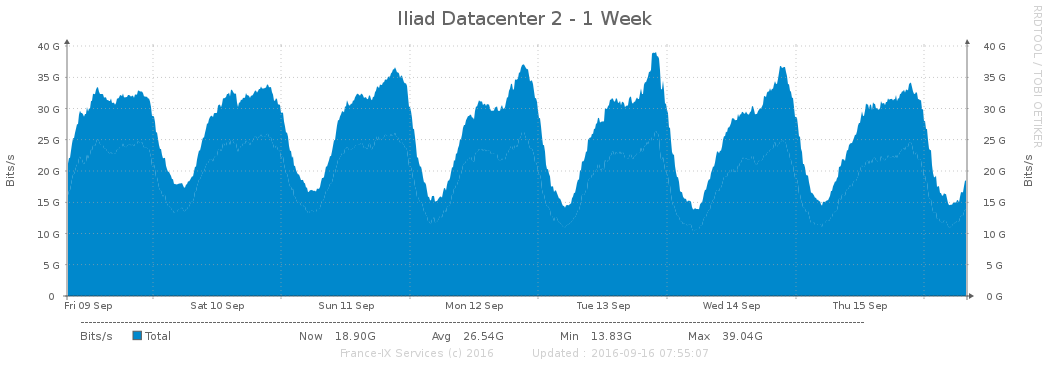 Iliad Datacenter 2 - 1 Week
RRDTOOL / TOBI OETIKER
Bits/s
40 G 40 G
35 G 35 G
30 G 30 G
25 G 25 G
20 G 20 G
15 G 15 G
10 G 10 G
5 G 5 G
0 0 G
Bits/s
Fri 09 Sep Sat 10 Sep Sun 11 Sep Mon 12 Sep Tue 13 Sep Wed 14 Sep Thu 15 Sep
Bits/s Total Now 18.90G Avg 26.54G Min 13.83G Max 39.04G
France-IX Services (c) 2016 Updated : 2016-09-16 07:55:07